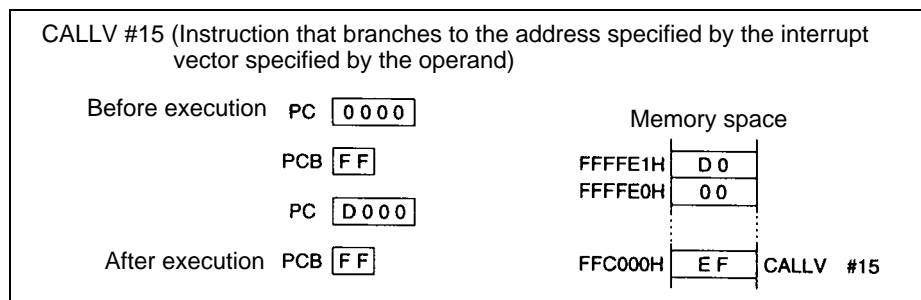 CALLV #15 (Instruction that branches to the address specified by the interrupt
vector specified by the operand)
Before execution PC 0000
Memory space
PCB FF
FFFFE1H D0
FFFFE0H 00
PC D000
After execution PCB FF
FFC000H EF CALLV #15